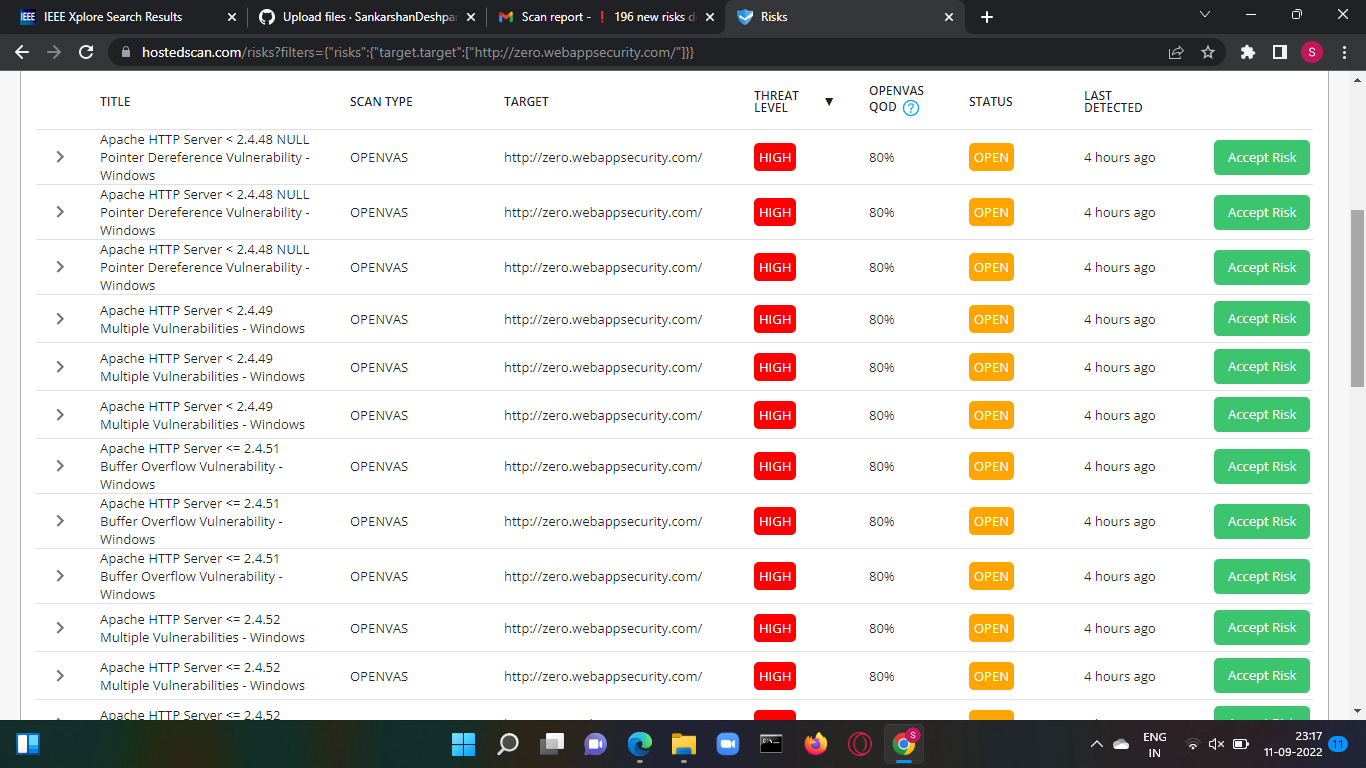 IEEE IEEE Xplore Search Results
Upload files · SankarshanDeshpan
Scan report - ❗ 196 new risks d
Risks
hostedscan.com/risks?filters={"risks":{"target.target":["http://zero.webappsecurity.com/"]}}
S
TITLE SCAN TYPE TARGET THREAT LEVEL ▼ OPENVAS QOD ? STATUS LAST DETECTED
Apache HTTP Server < 2.4.48 NULL
Pointer Dereference Vulnerability - OPENVAS http://zero.webappsecurity.com/ HIGH 80% OPEN 4 hours ago Accept Risk
Windows
Apache HTTP Server < 2.4.48 NULL
Pointer Dereference Vulnerability - OPENVAS http://zero.webappsecurity.com/ HIGH 80% OPEN 4 hours ago Accept Risk
Windows
Apache HTTP Server < 2.4.48 NULL
Pointer Dereference Vulnerability - OPENVAS http://zero.webappsecurity.com/ HIGH 80% OPEN 4 hours ago Accept Risk
Windows
Apache HTTP Server < 2.4.49
Multiple Vulnerabilities - Windows OPENVAS http://zero.webappsecurity.com/ HIGH 80% OPEN 4 hours ago Accept Risk
Apache HTTP Server < 2.4.49
Multiple Vulnerabilities - Windows OPENVAS http://zero.webappsecurity.com/ HIGH 80% OPEN 4 hours ago Accept Risk
Apache HTTP Server < 2.4.49
Multiple Vulnerabilities - Windows OPENVAS http://zero.webappsecurity.com/ HIGH 80% OPEN 4 hours ago Accept Risk
Apache HTTP Server <= 2.4.51
Buffer Overflow Vulnerability - OPENVAS http://zero.webappsecurity.com/ HIGH 80% OPEN 4 hours ago Accept Risk
Windows
Apache HTTP Server <= 2.4.51
Buffer Overflow Vulnerability - OPENVAS http://zero.webappsecurity.com/ HIGH 80% OPEN 4 hours ago Accept Risk
Windows
Apache HTTP Server <= 2.4.51
Buffer Overflow Vulnerability - OPENVAS http://zero.webappsecurity.com/ HIGH 80% OPEN 4 hours ago Accept Risk
Windows
Apache HTTP Server <= 2.4.52
Multiple Vulnerabilities - Windows OPENVAS http://zero.webappsecurity.com/ HIGH 80% OPEN 4 hours ago Accept Risk
Apache HTTP Server <= 2.4.52
Multiple Vulnerabilities - Windows OPENVAS http://zero.webappsecurity.com/ HIGH 80% OPEN 4 hours ago Accept Risk
Apache HTTP Server <= 2.4.52
S
ENG
IN
23:17
11-09-2022
11